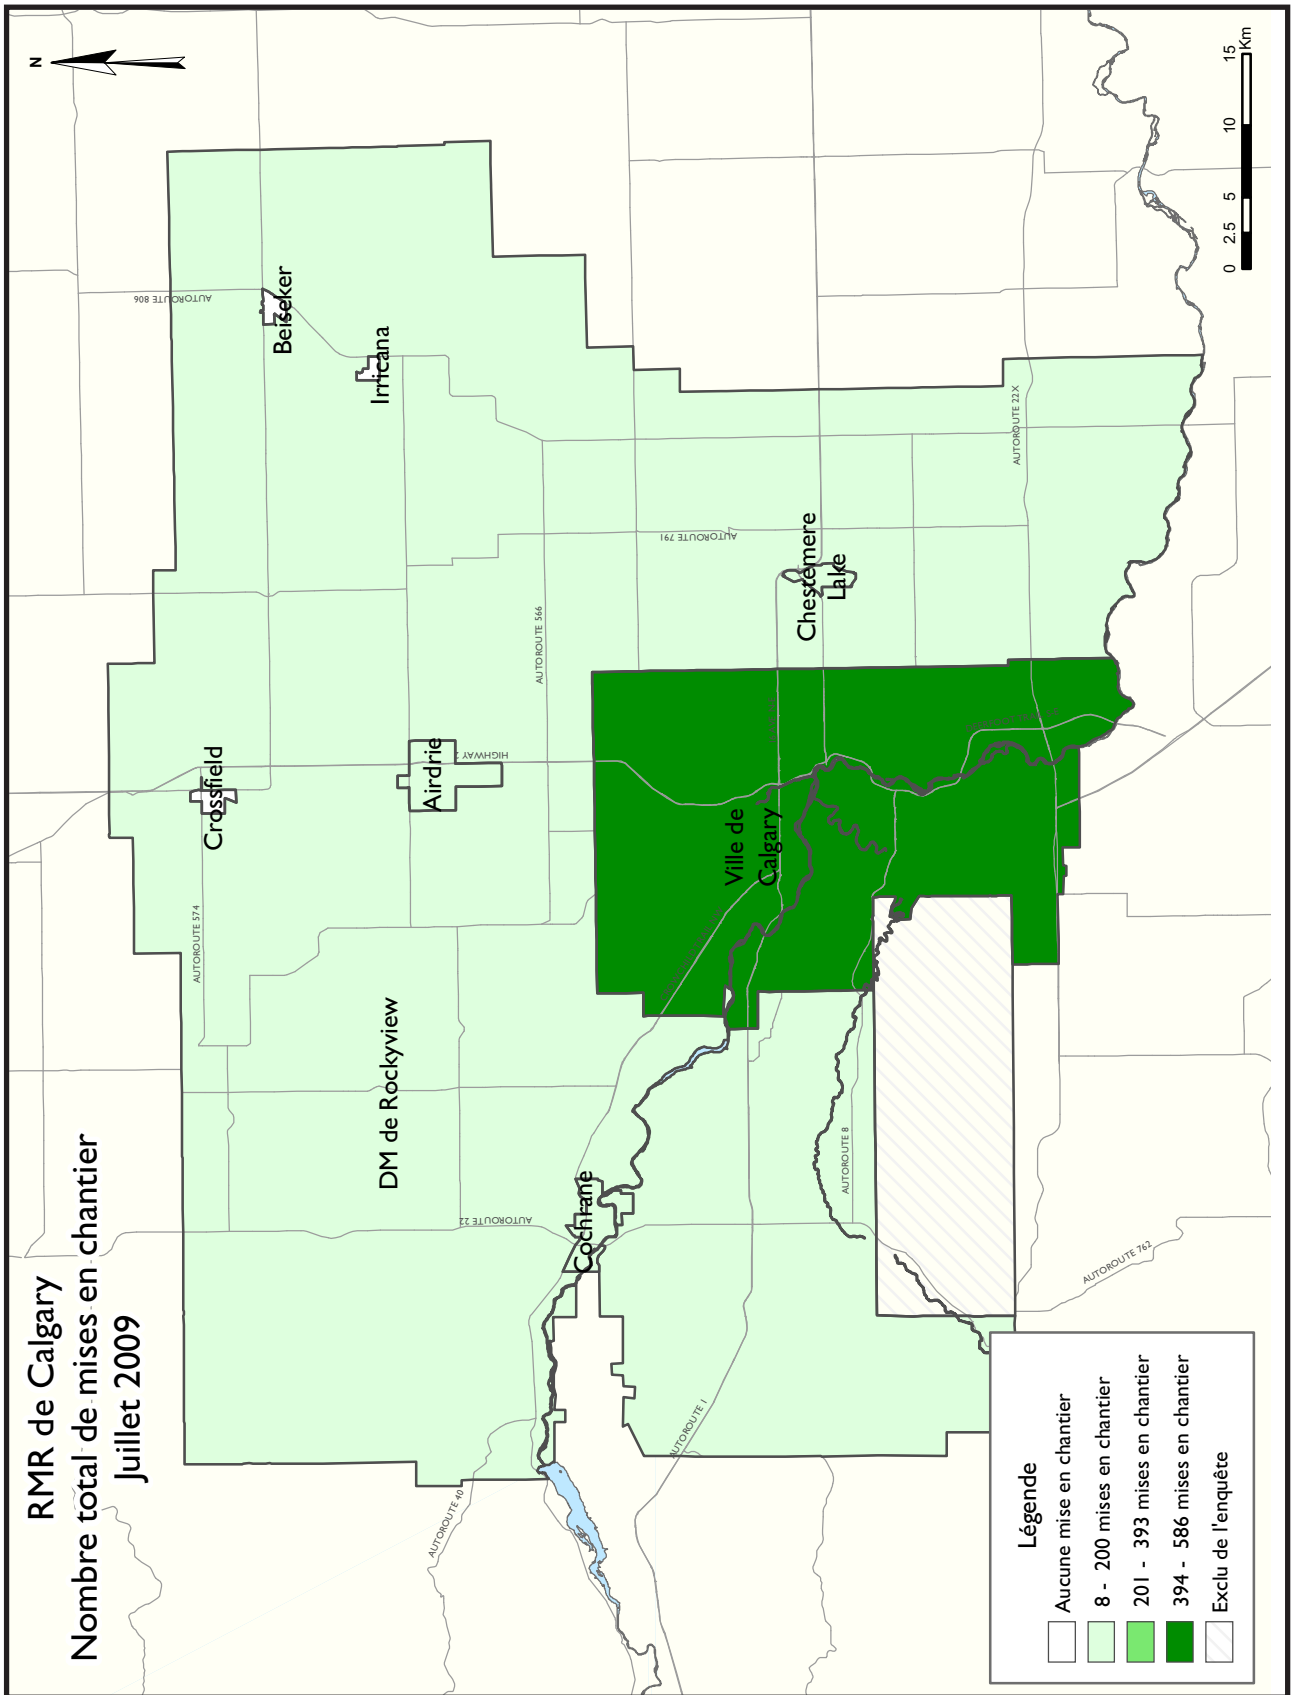 RMR de Calgary
Nombre total de mises en chantier
Juillet 2009
N
AUTOROUTE 806
Beiseker
Irricana
Crossfield
AUTOROUTE 574
Airdrie
HIGHWAY 2
AUTOROUTE 566
DM de Rockyview
AUTOROUTE 22
AUTOROUTE 40
Cochrane
AUTOROUTE 791
Chestemere
Lake
Ville de
Calgary
AUTOROUTE 1
AUTOROUTE 8
AUTOROUTE 22X
AUTOROUTE 762
Légende
Aucune mise en chantier
8 - 200 mises en chantier
201 - 393 mises en chantier
394 - 586 mises en chantier
Exclu de l'enquête
0 2.5 5 10 15
Km